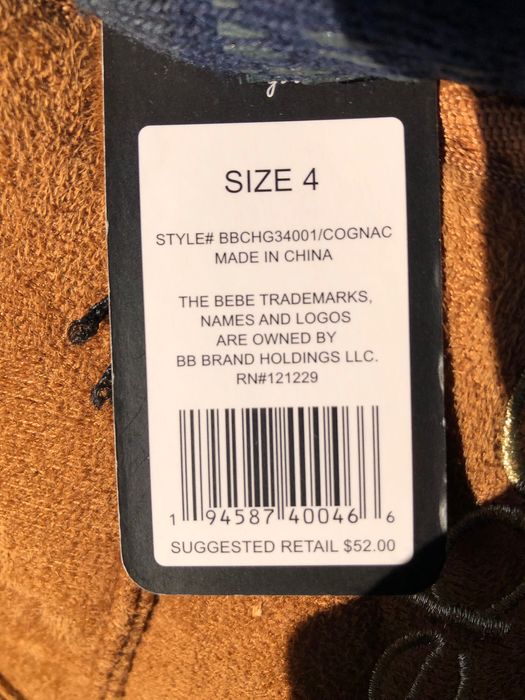 SIZE 4
STYLE# BBCHG34001/COGNAC
MADE IN CHINA
THE BEBE TRADEMARKS,
NAMES AND LOGOS
ARE OWNED BY
BB BRAND HOLDINGS LLC.
RN#121229
1 94587 40046 6
SUGGESTED RETAIL $52.00